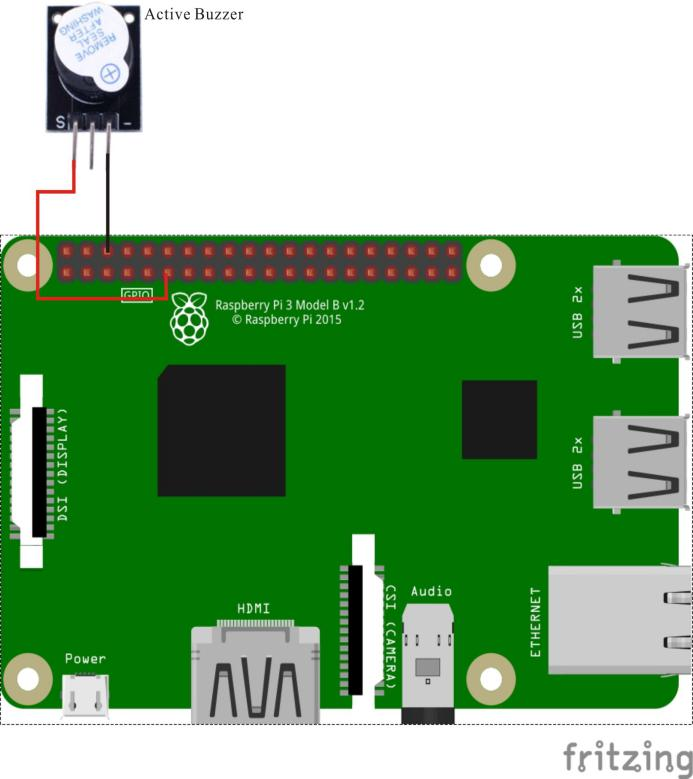 Active Buzzer
REMOVE
SEAL
AFTER
WASHING
S
-
GPIO
Raspberry Pi 3 Model B v1.2
© Raspberry Pi 2015
USB 2x
DSI (DISPLAY)
USB 2x
HDMI
CSI (CAMERA)
Audio
ETHERNET
Power
fritzing